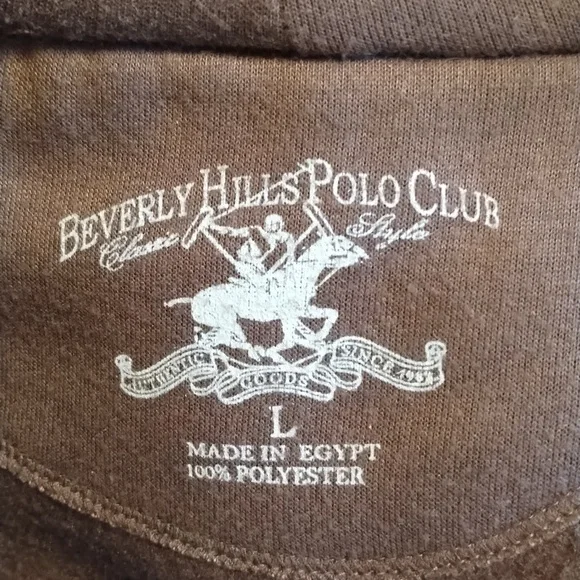 BEVERLY HILLS POLO CLUB
Classic Style
AUTHENTIC GOODS SINCE
L
MADE IN EGYPT
100% POLYESTER